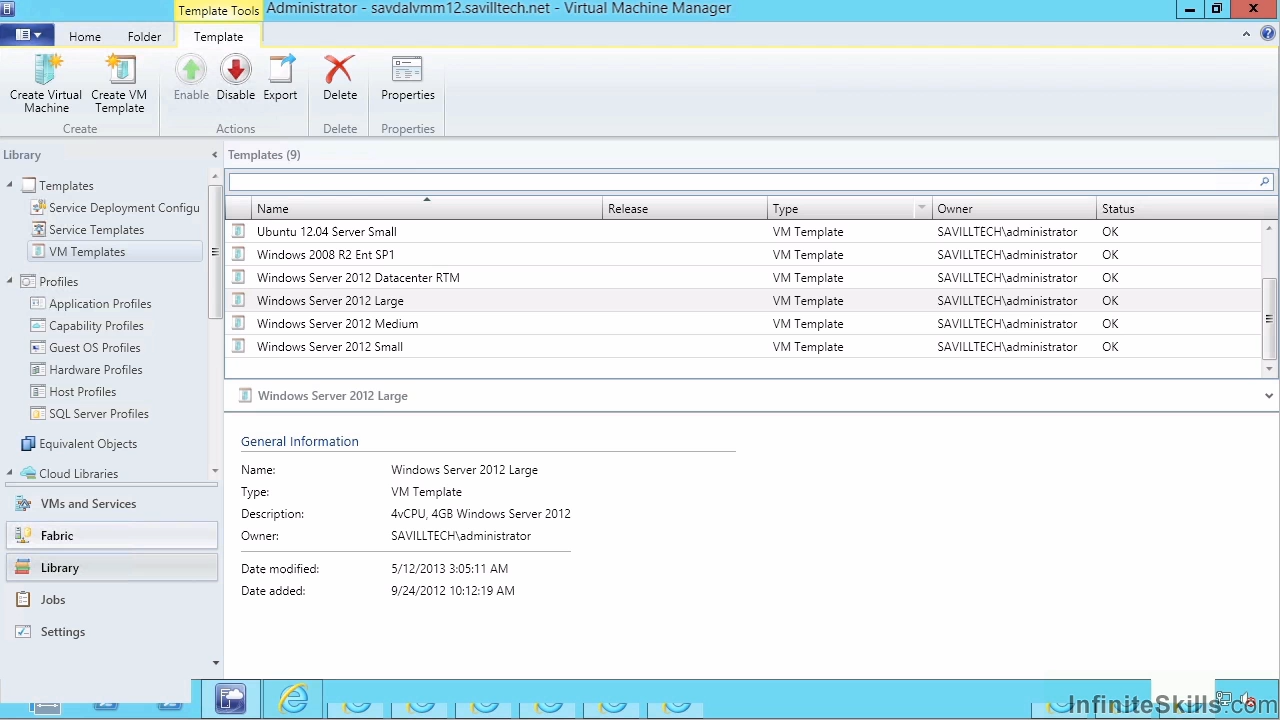 Template Tools
Administrator - savdalvmm12.savilltech.net - Virtual Machine Manager
Home Folder Template
Create Virtual Machine
Create VM Template
Enable
Disable
Export
Delete
Properties
Create
Actions
Delete
Properties
Library
Templates
Service Deployment Configu
Service Templates
VM Templates
Profiles
Application Profiles
Capability Profiles
Guest OS Profiles
Hardware Profiles
Host Profiles
SQL Server Profiles
Equivalent Objects
Cloud Libraries
VMs and Services
Fabric
Library
Jobs
Settings
Templates (9)
Name Release Type Owner Status
Ubuntu 12.04 Server Small VM Template SAVILLTECH\administrator OK
Windows 2008 R2 Ent SP1 VM Template SAVILLTECH\administrator OK
Windows Server 2012 Datacenter RTM VM Template SAVILLTECH\administrator OK
Windows Server 2012 Large VM Template SAVILLTECH\administrator OK
Windows Server 2012 Medium VM Template SAVILLTECH\administrator OK
Windows Server 2012 Small VM Template SAVILLTECH\administrator OK
Windows Server 2012 Large
General Information
Name: Windows Server 2012 Large
Type: VM Template
Description: 4vCPU, 4GB Windows Server 2012
Owner: SAVILLTECH\administrator
Date modified: 5/12/2013 3:05:11 AM
Date added: 9/24/2012 10:12:19 AM
InfiniteSkills.com